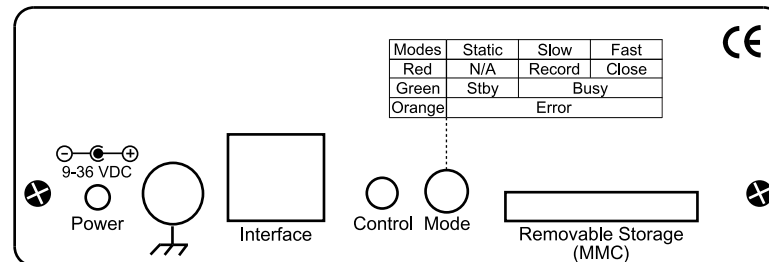 Modes Static Slow Fast
Red N/A Record Close
Green Stby Busy
Orange Error
CE
9-36 VDC
Power
Interface
Control
Mode
Removable Storage
(MMC)